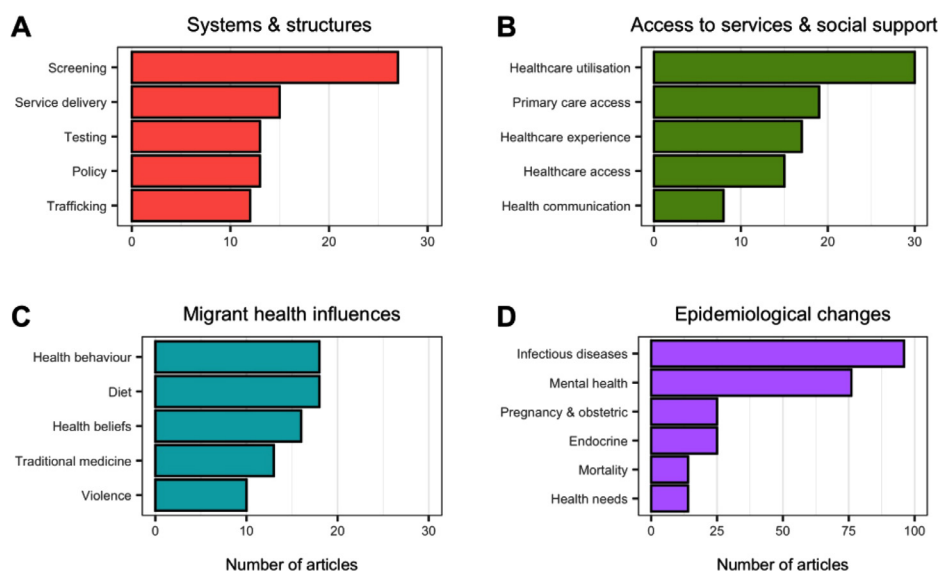 A
Systems & structures
Screening
Service delivery
Testing
Policy
Trafficking
0 10 20 30
B
Access to services & social support
Healthcare utilisation
Primary care access
Healthcare experience
Healthcare access
Health communication
0 10 20 30
C
Migrant health influences
Health behaviour
Diet
Health beliefs
Traditional medicine
Violence
0 10 20 30
Number of articles
D
Epidemiological changes
Infectious diseases
Mental health
Pregnancy & obstetric
Endocrine
Mortality
Health needs
0 25 50 75 100
Number of articles